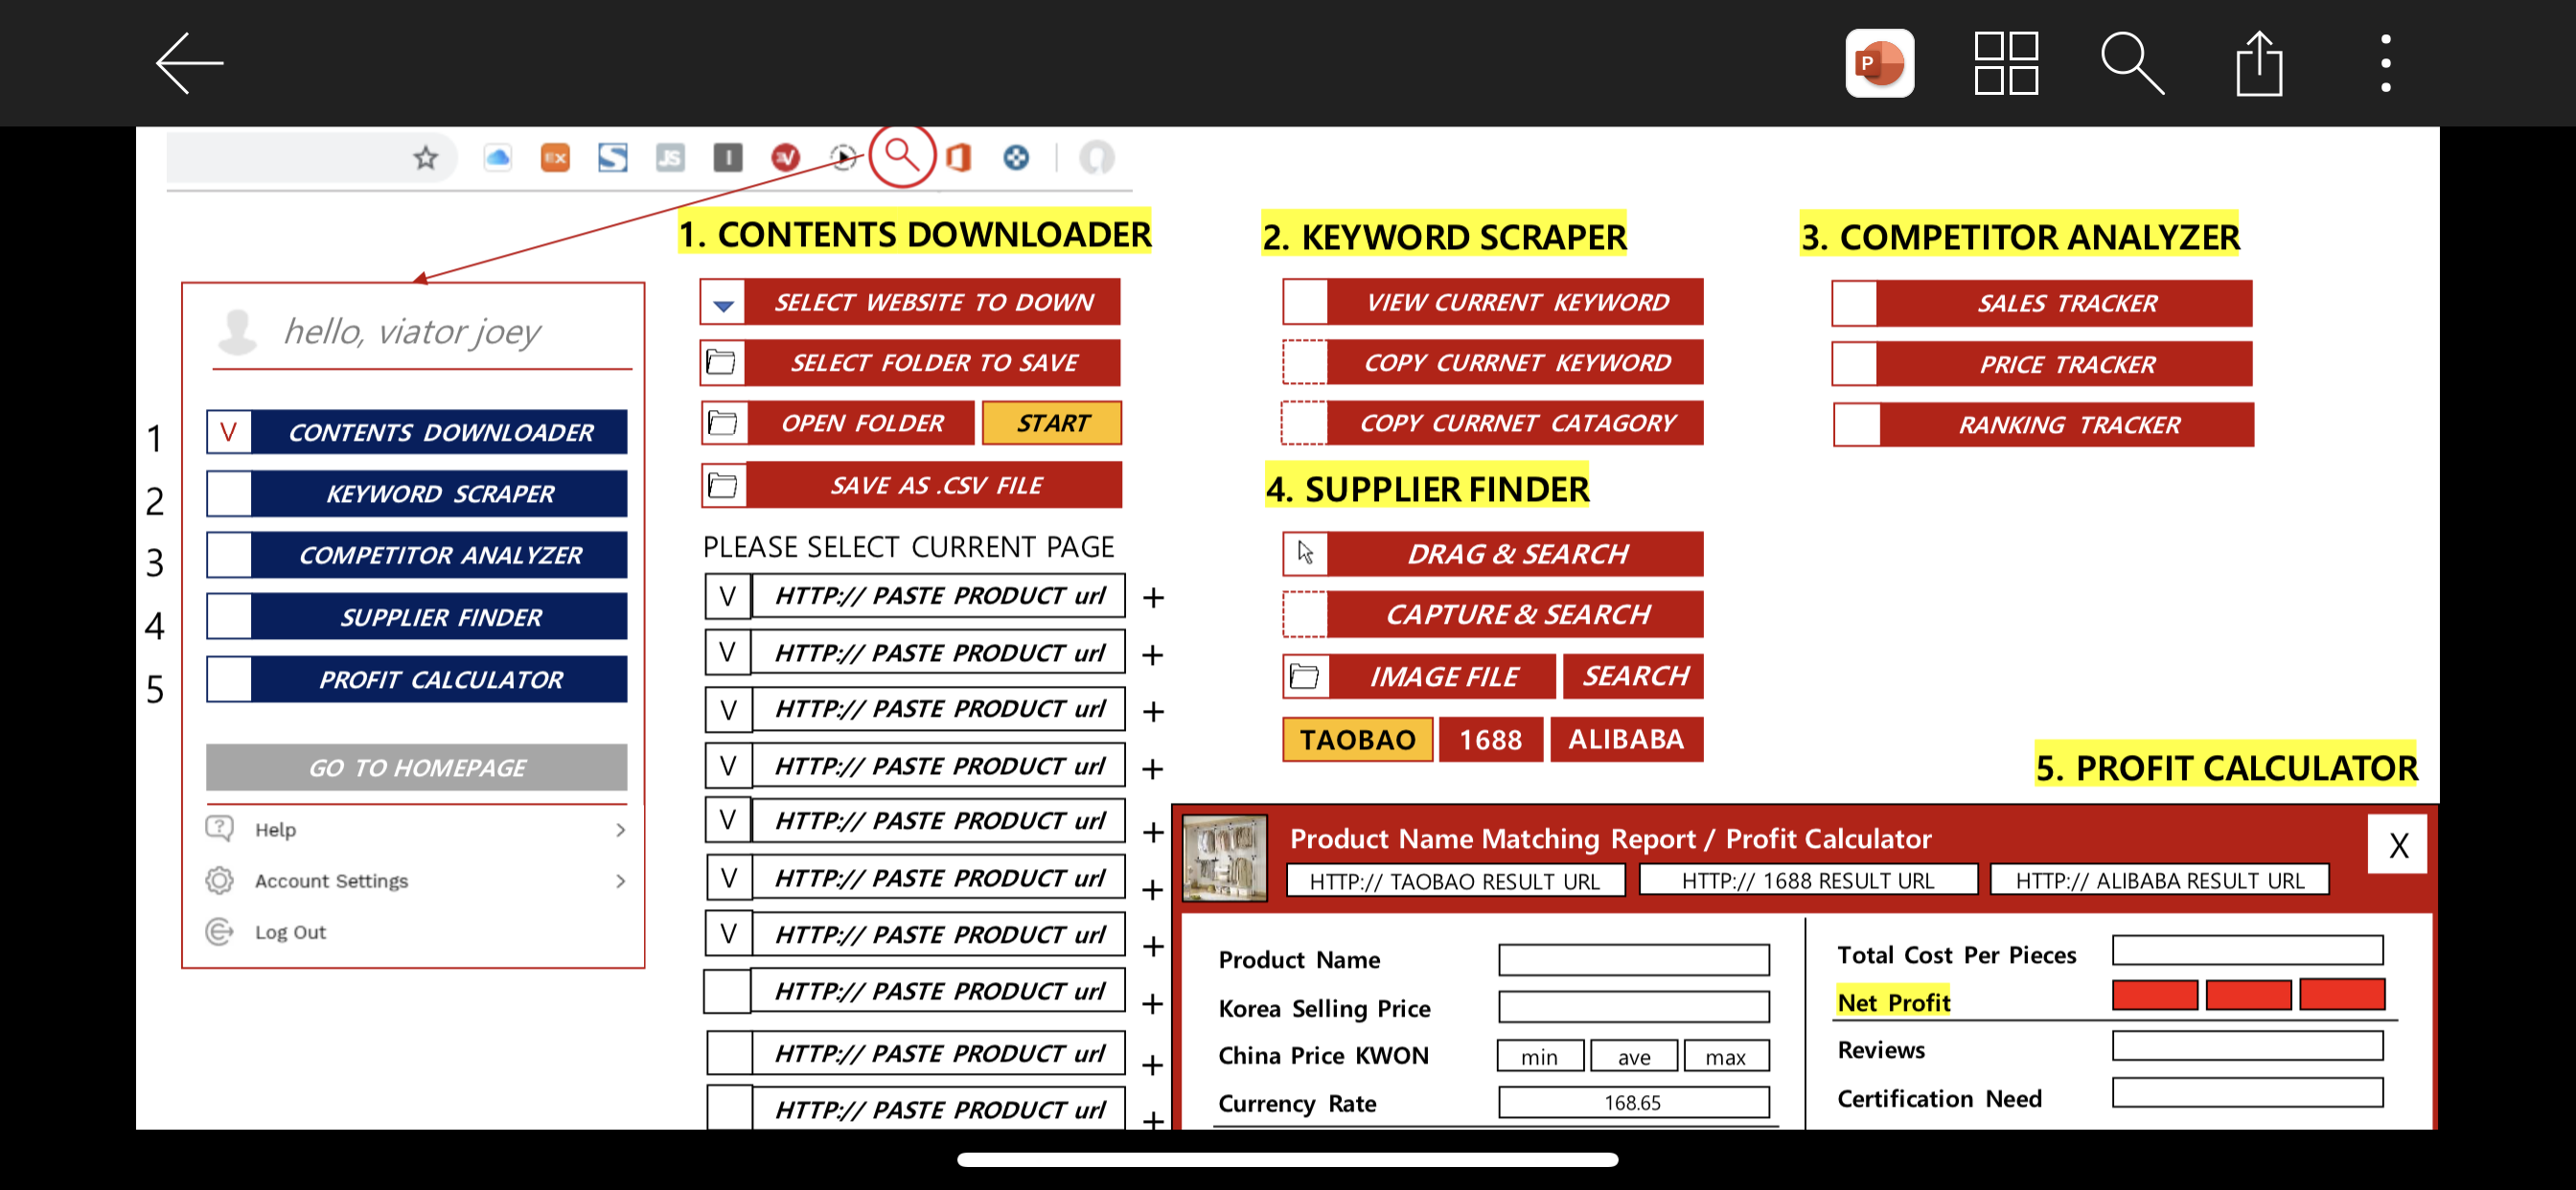 P
EX
S
JS
I
1. CONTENTS DOWNLOADER
2. KEYWORD SCRAPER
3. COMPETITOR ANALYZER
hello, viator joey
1
V
CONTENTS DOWNLOADER
2
KEYWORD SCRAPER
3
COMPETITOR ANALYZER
4
SUPPLIER FINDER
5
PROFIT CALCULATOR
GO TO HOMEPAGE
Help
Account Settings
Log Out
SELECT WEBSITE TO DOWN
SELECT FOLDER TO SAVE
OPEN FOLDER
START
SAVE AS .CSV FILE
PLEASE SELECT CURRENT PAGE
V HTTP:// PASTE PRODUCT url +
V HTTP:// PASTE PRODUCT url +
V HTTP:// PASTE PRODUCT url +
V HTTP:// PASTE PRODUCT url +
V HTTP:// PASTE PRODUCT url +
V HTTP:// PASTE PRODUCT url +
V HTTP:// PASTE PRODUCT url +
HTTP:// PASTE PRODUCT url +
HTTP:// PASTE PRODUCT url +
HTTP:// PASTE PRODUCT url +
VIEW CURRENT KEYWORD
COPY CURRNET KEYWORD
COPY CURRNET CATAGORY
SALES TRACKER
PRICE TRACKER
RANKING TRACKER
4. SUPPLIER FINDER
DRAG & SEARCH
CAPTURE & SEARCH
IMAGE FILE
SEARCH
TAOBAO
1688
ALIBABA
5. PROFIT CALCULATOR
Product Name Matching Report / Profit Calculator
X
HTTP:// TAOBAO RESULT URL
HTTP:// 1688 RESULT URL
HTTP:// ALIBABA RESULT URL
Product Name
Korea Selling Price
China Price KWON
min
ave
max
Currency Rate
168.65
Total Cost Per Pieces
Net Profit
Reviews
Certification Need